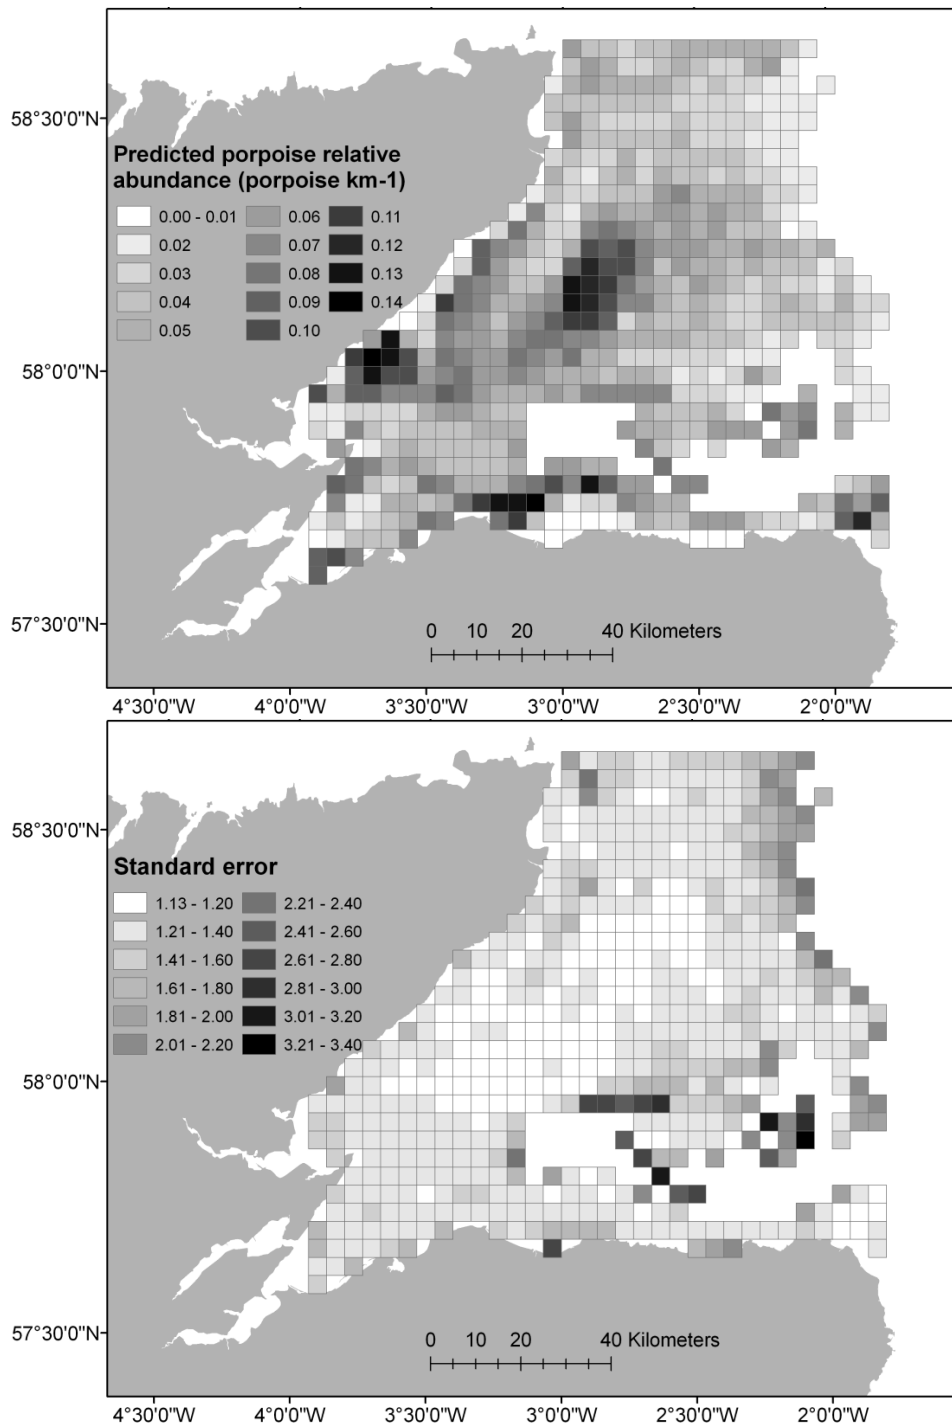 58°30'0"N
Predicted porpoise relative
abundance (porpoise km-1)
0.00 - 0.01 0.06 0.11
0.02 0.07 0.12
0.03 0.08 0.13
0.04 0.09 0.14
0.05 0.10
58°0'0"N
57°30'0"N
0 10 20 40 Kilometers
4°30'0"W 4°0'0"W 3°30'0"W 3°0'0"W 2°30'0"W 2°0'0"W
58°30'0"N
Standard error
1.13 - 1.20 2.21 - 2.40
1.21 - 1.40 2.41 - 2.60
1.41 - 1.60 2.61 - 2.80
1.61 - 1.80 2.81 - 3.00
1.81 - 2.00 3.01 - 3.20
2.01 - 2.20 3.21 - 3.40
58°0'0"N
57°30'0"N
0 10 20 40 Kilometers
4°30'0"W 4°0'0"W 3°30'0"W 3°0'0"W 2°30'0"W 2°0'0"W